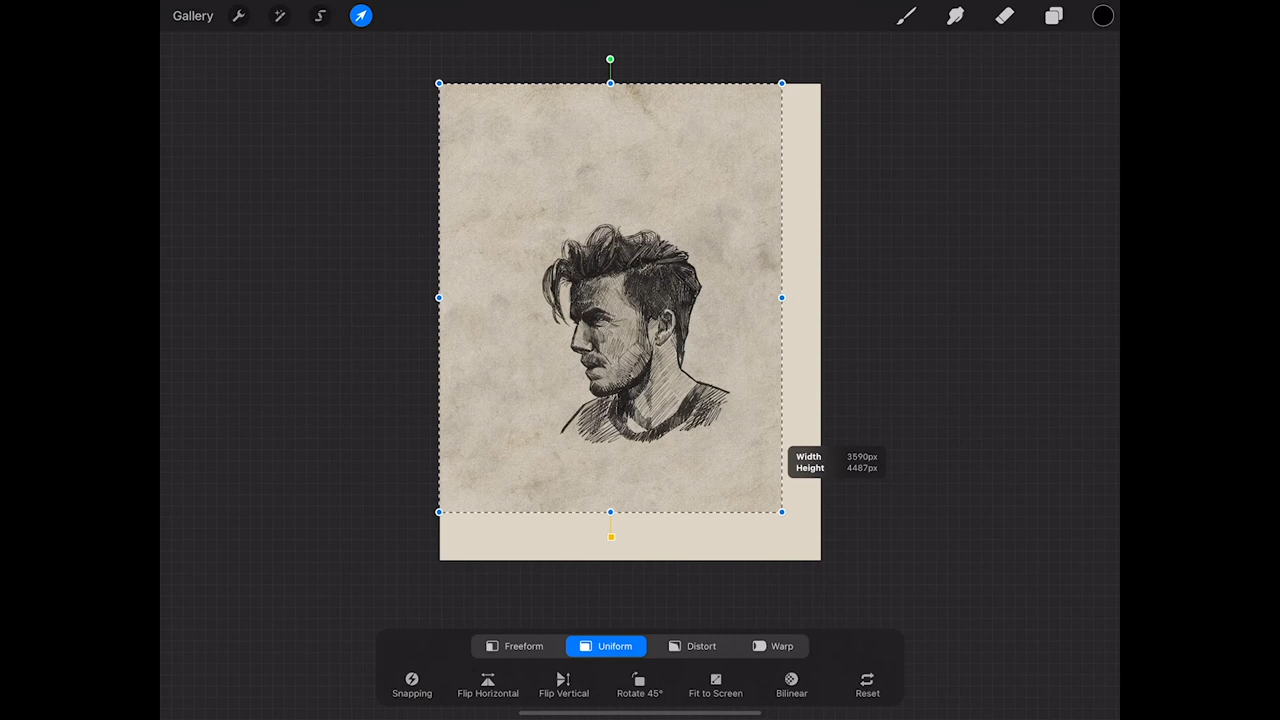 Gallery
Width 3590px
Height 4487px
Freeform Uniform Distort Warp
Snapping Flip Horizontal Flip Vertical Rotate 45° Fit to Screen Bilinear Reset